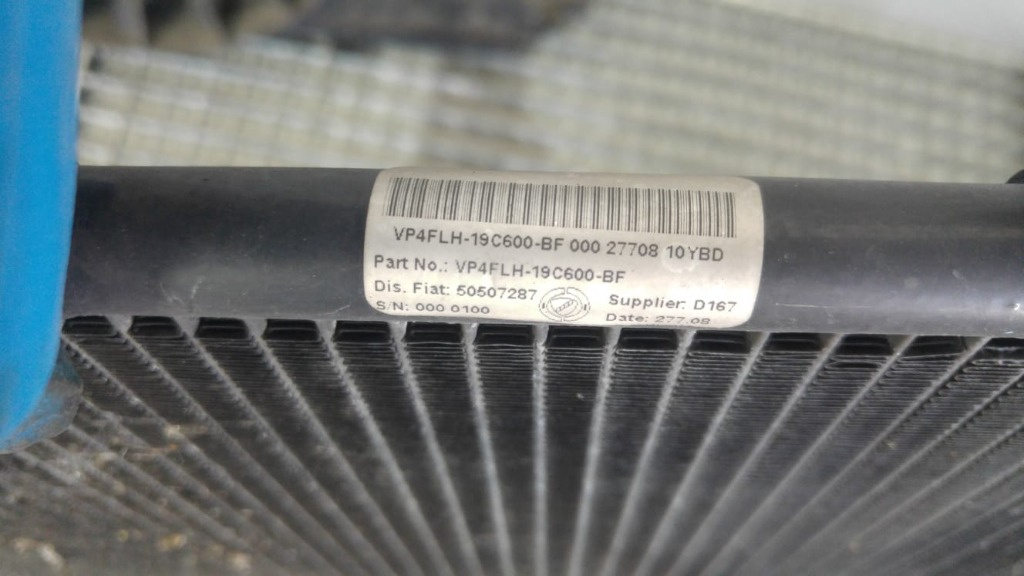 VP4FLH-19C600-BF 000 27708 10YBD
Part No.: VP4FLH-19C600-BF
Dis. Fiat: 50507287
Supplier: D167
S/N: 000 0100
Date: 277.08